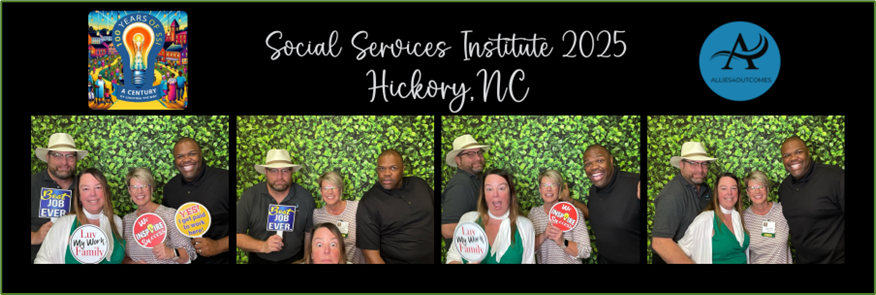 100 YEARS OF SSI
A CENTURY
Social Services Institute 2025
Hickory, NC
A
ALLIES4OUTCOMES
Best
JOB
EVER
Luv
My Work
Family
We
INSPIRE
Success
YES!
I got paid
to work
here!
Best
JOB
EVER
Luv
My Work
Family
We
INSPIRE
Success